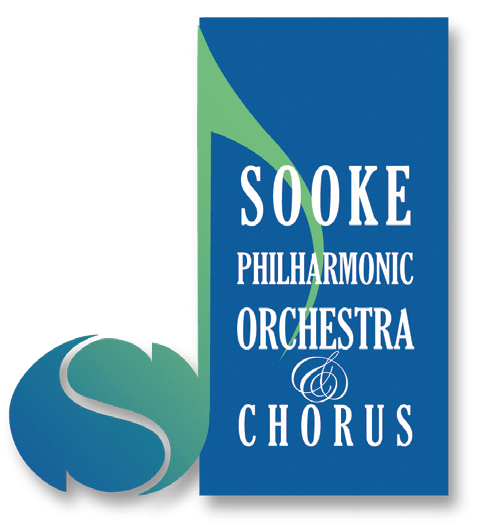 SOOKE
PHILHARMONIC
ORCHESTRA
&
CHORUS